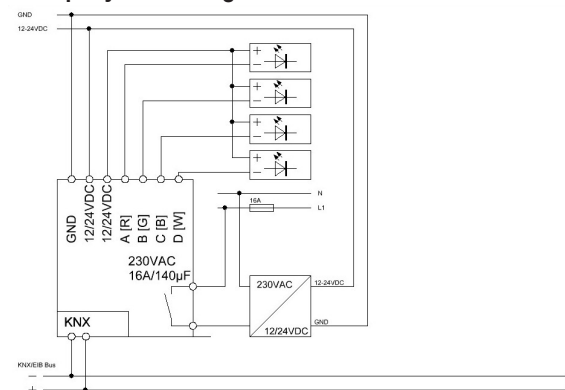 GND
12-24VDC
+
−
+
−
+
−
+
−
GND
12/24VDC
12/24VDC
A [R]
B [G]
C [B]
D [W]
N
16A
L1
230VAC
16A/140µF
230VAC
12/24VDC
12-24VDC
GND
KNX
KNX/EIB Bus
−
+